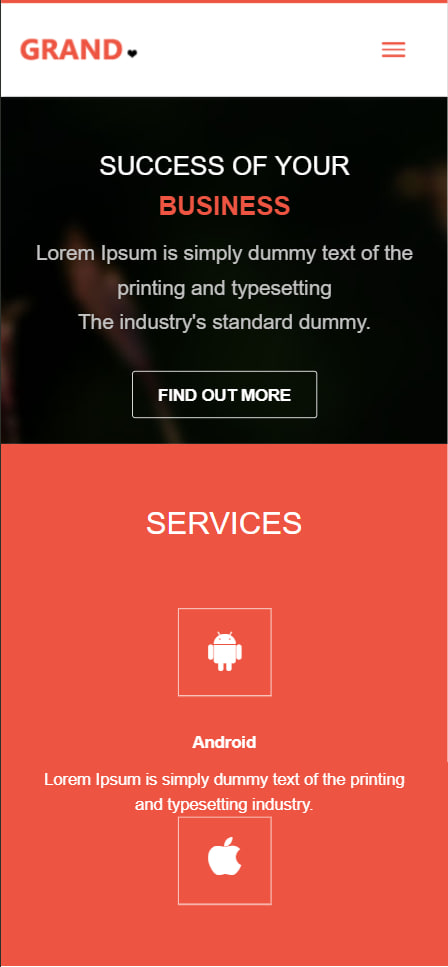 GRAND
SUCCESS OF YOUR
BUSINESS
Lorem Ipsum is simply dummy text of the
printing and typesetting
The industry's standard dummy.
FIND OUT MORE
SERVICES
Android
Lorem Ipsum is simply dummy text of the printing
and typesetting industry.